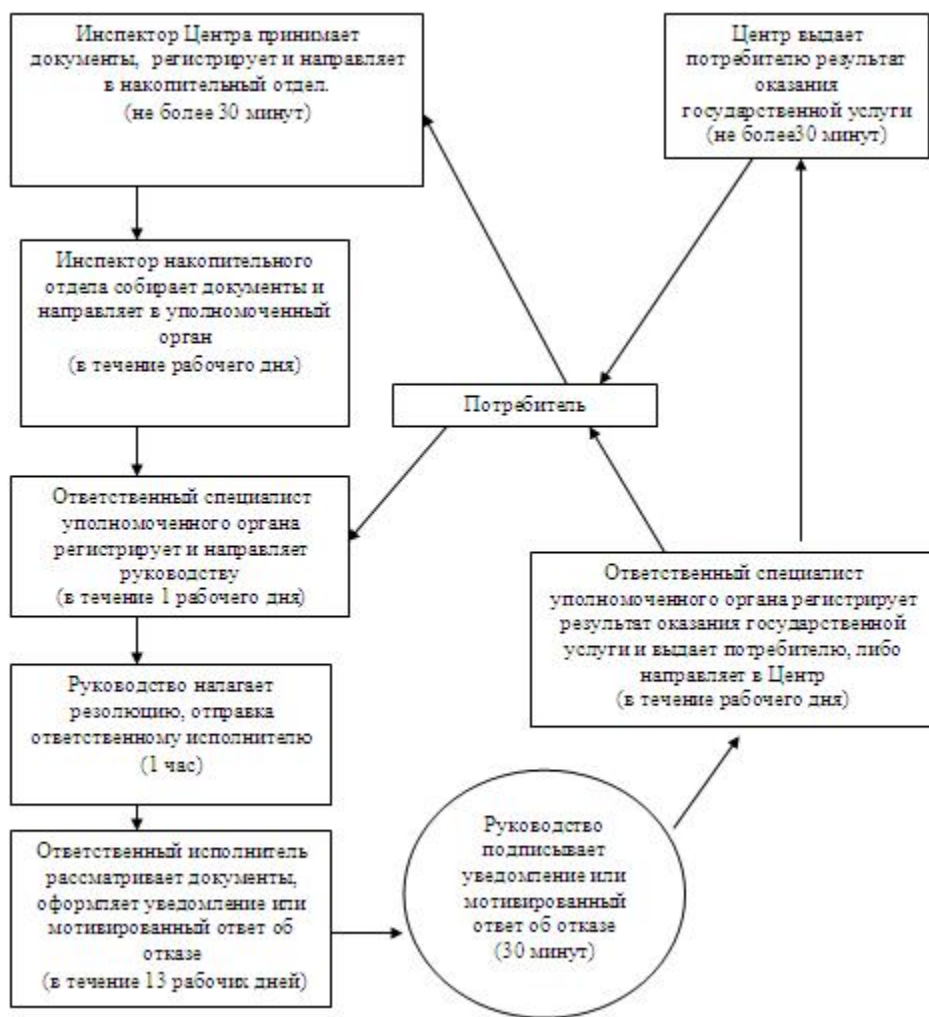 Инспектор Центра принимает
документы, регистрирует и направляет
в накопительный отдел.
(не более 30 минут)
Центр выдает
потребителю результат
оказания
государственной услуги
(не более30 минут)
Инспектор накопительного
отдела собирает документы и
направляет в уполномоченный
орган
(в течение рабочего дня)
Потребитель
Ответственный специалист
уполномоченного органа
регистрирует и направляет
руководству
(в течение 1 рабочего дня)
Ответственный специалист
уполномоченного органа регистрирует
результат оказания государственной
услуги и выдает потребителю, либо
направляет в Центр
(в течение рабочего дня)
Руководство налагает
резолюцию, отправка
ответственному исполнителю
(1 час)
Ответственный исполнитель
рассматривает документы,
оформляет уведомление или
мотивированный ответ об
отказе
(в течение 13 рабочих дней)
Руководство
подписывает
уведомление или
мотивированный
ответ об отказе
(30 минут)